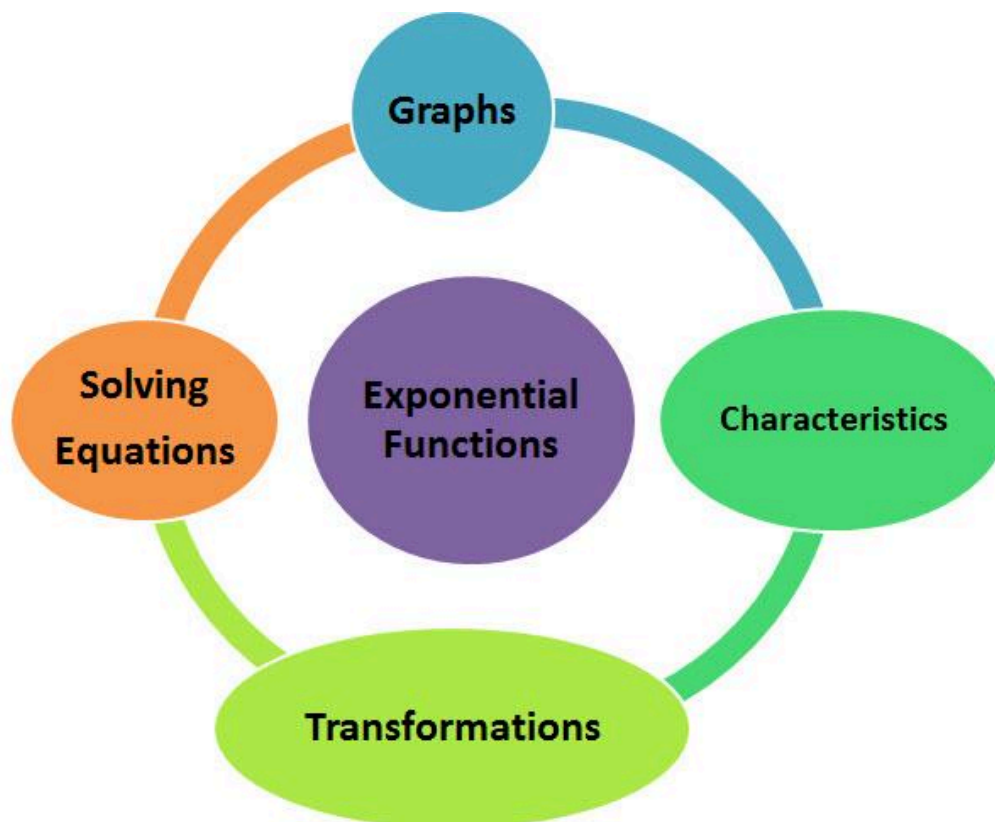 Graphs
Solving
Equations
Exponential
Functions
Characteristics
Transformations